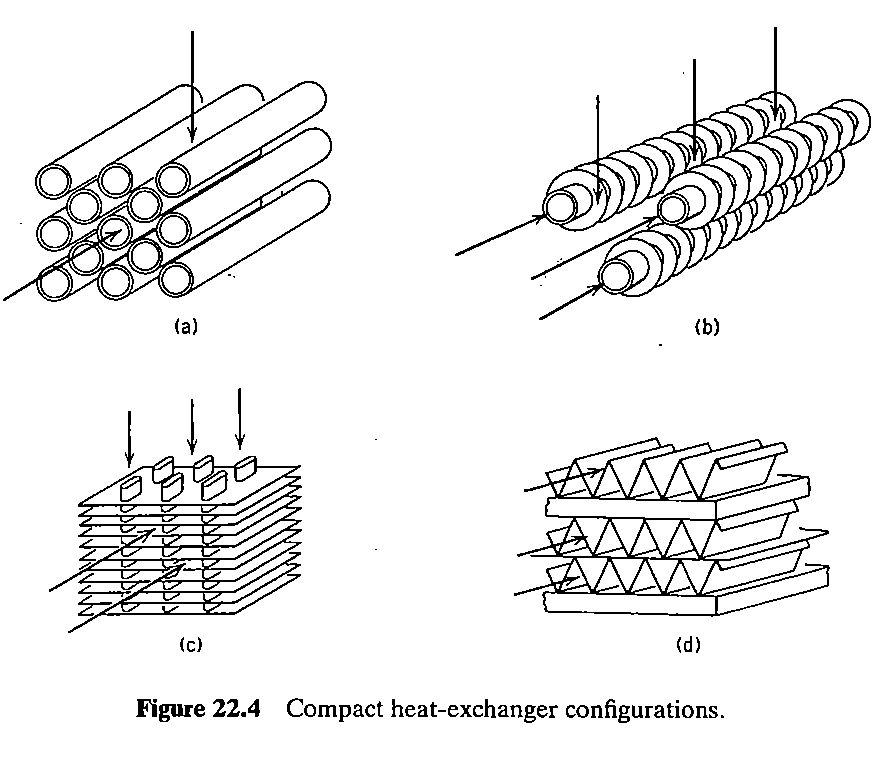 (a)
(b)
(c)
(d)
Figure 22.4 Compact heat-exchanger configurations.